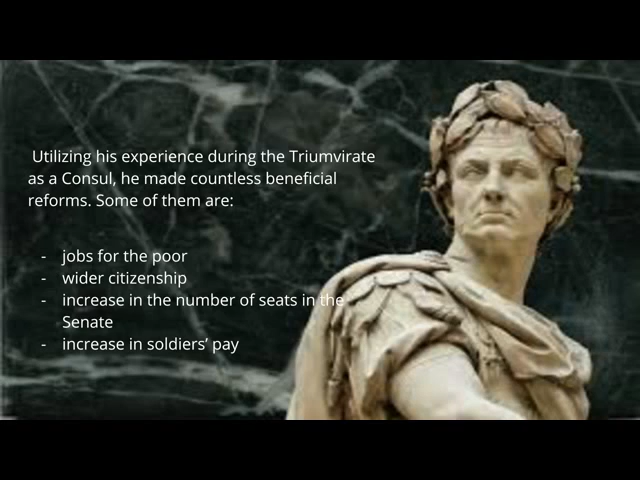 Utilizing his experience during the Triumvirate
as a Consul, he made countless beneficial
reforms. Some of them are:
- jobs for the poor
- wider citizenship
- increase in the number of seats in the
Senate
- increase in soldiers’ pay